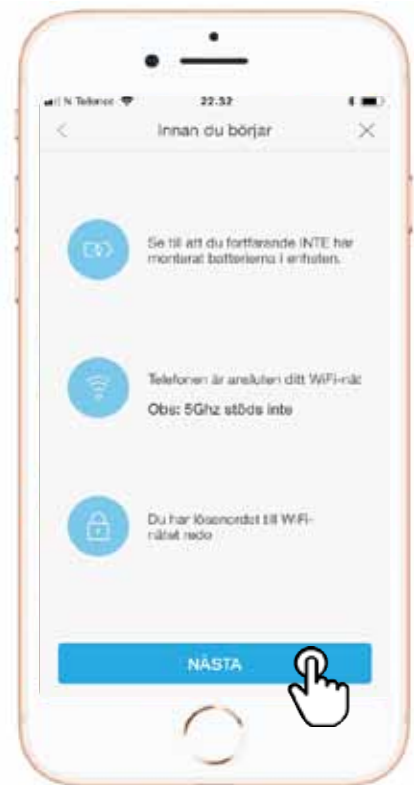 N Telenor 22:32
Innan du börjar
Se till att du fortfarande INTE har
monterat batterierna i enheten.
Telefonen är ansluten ditt WiFi-nät
Obs: 5Ghz stöds inte
Du har lösenordet till WiFi-
nätet redo
NÄSTA